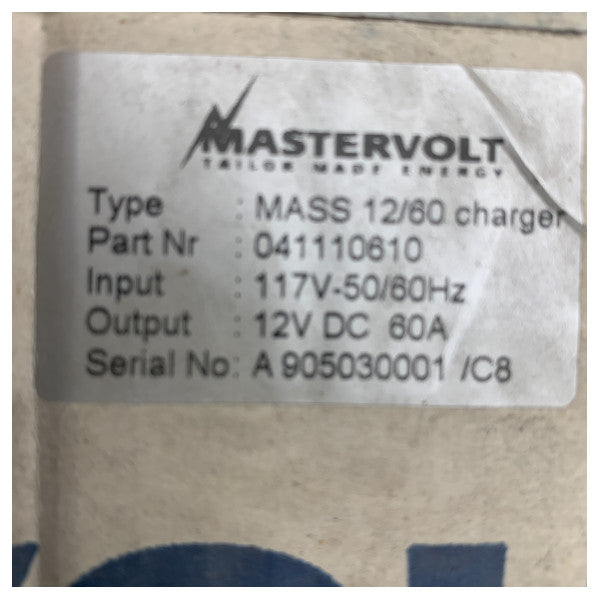 MASTERVOLT
TAILOR MADE ENERGY
Type : MASS 12/60 charger
Part Nr : 041110610
Input : 117V-50/60Hz
Output : 12V DC 60A
Serial No: A 905030001 /C8